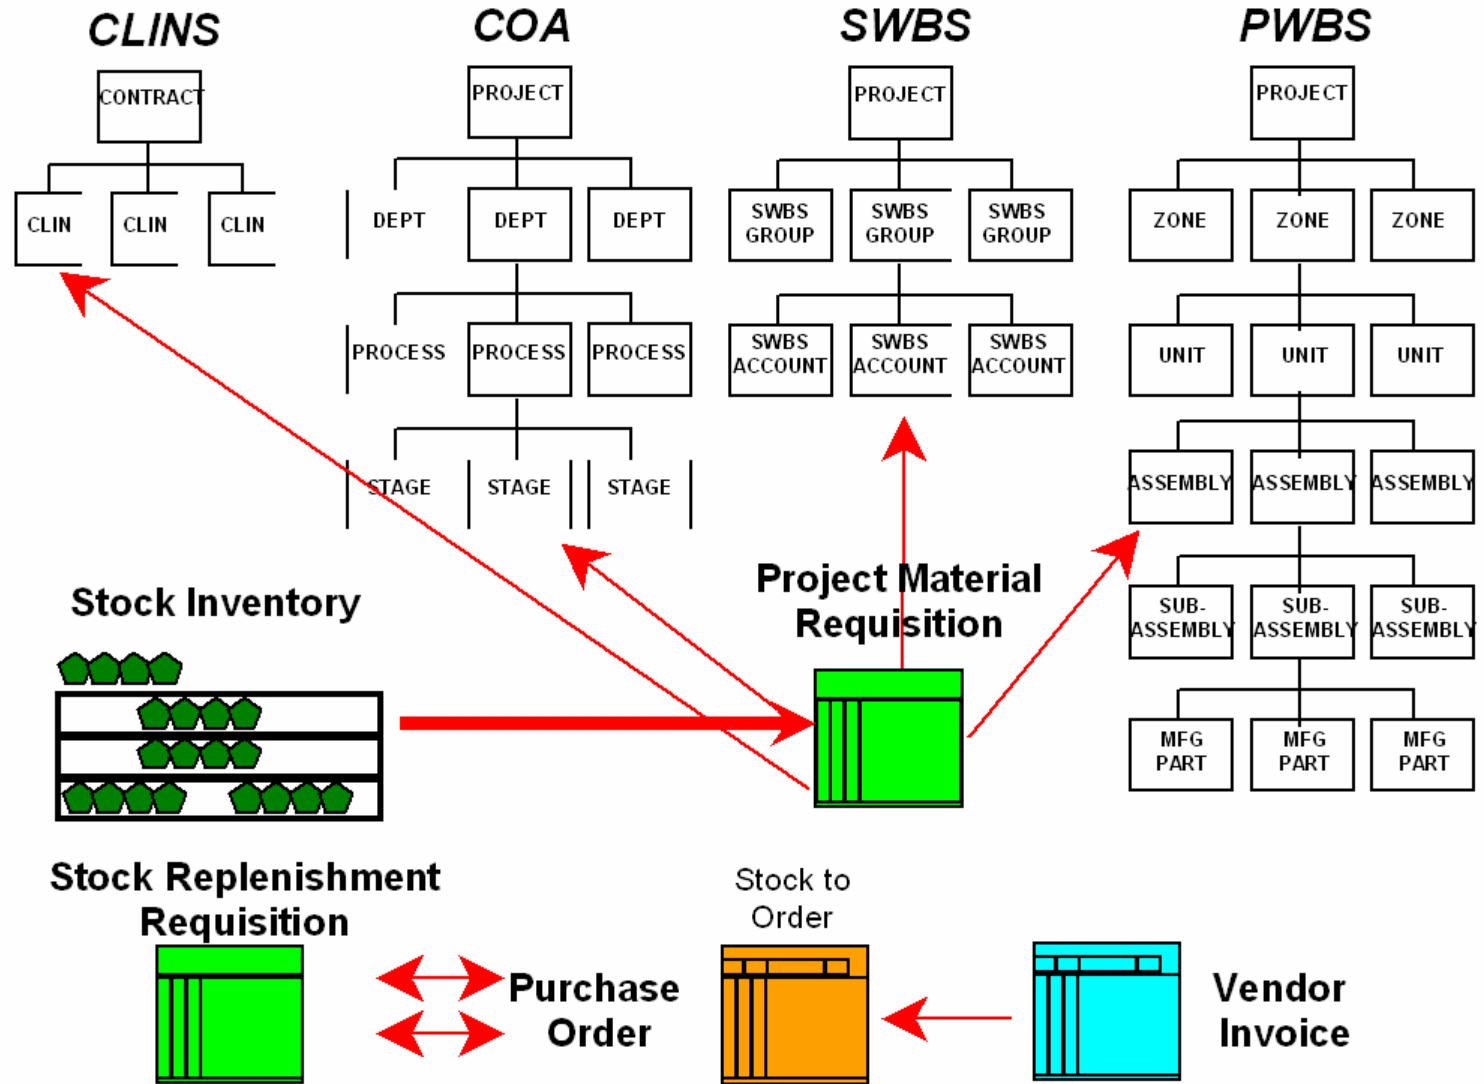 CLINS COA SWBS PWBS
CONTRACT PROJECT PROJECT PROJECT
CLIN CLIN CLIN
DEPT DEPT DEPT
SWBS SWBS SWBS
GROUP GROUP GROUP
ZONE ZONE ZONE
PROCESS PROCESS PROCESS
SWBS SWBS SWBS
ACCOUNT ACCOUNT ACCOUNT
UNIT UNIT UNIT
STAGE STAGE STAGE
ASSEMBLY ASSEMBLY ASSEMBLY
Stock Inventory
Project Material
Requisition
SUB- SUB- SUB-
ASSEMBLY ASSEMBLY ASSEMBLY
MFG MFG MFG
PART PART PART
Stock Replenishment
Requisition
Stock to
Order
Purchase
Order
Vendor
Invoice